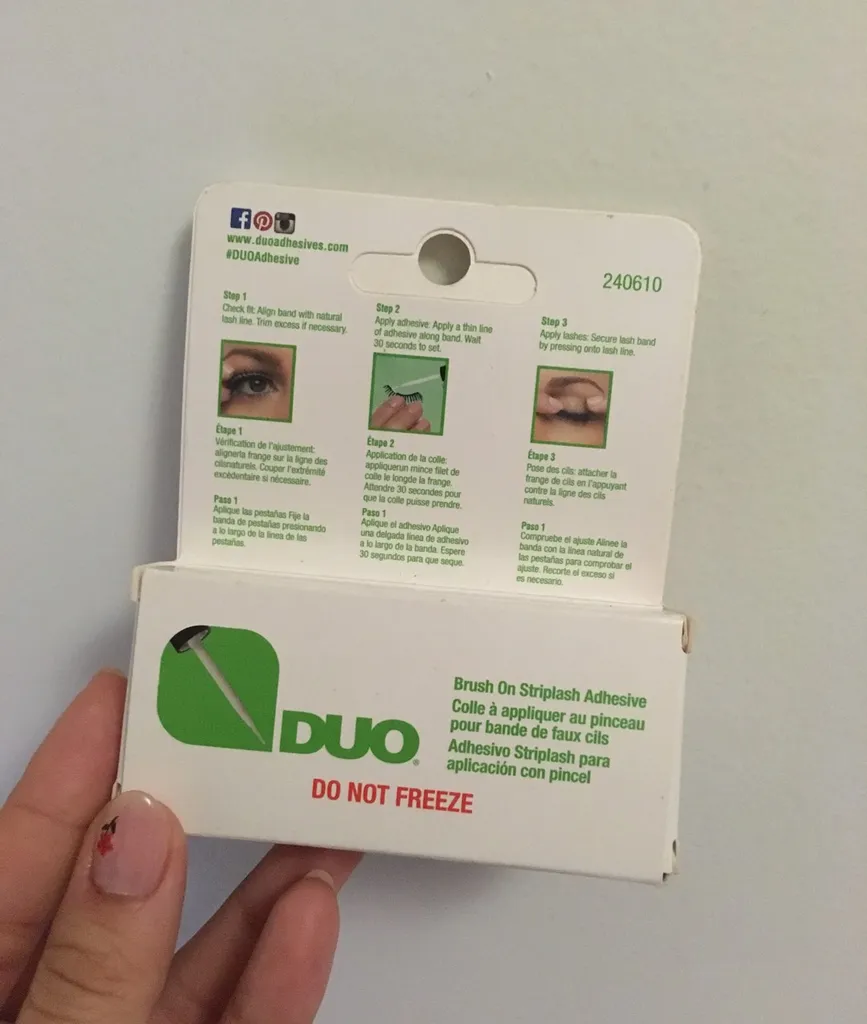 www.duoadhesives.com
#DUOAdhesive
240610
Step 1
Check fit: Align band with natural
lash line. Trim excess if necessary.
Step 2
Apply adhesive: Apply a thin line
of adhesive along band. Wait
30 seconds to set.
Step 3
Apply lashes: Secure lash band
by pressing onto lash line.
Étape 1
Vérification de l'ajustement:
alignerla frange sur la ligne des
cilsnaturels. Couper l'extrémité
excédentaire si nécessaire.
Étape 2
Application de la colle:
appliquerun mince filet de
colle le longde la frange.
Attendre 30 secondes pour
que la colle puisse prendre.
Étape 3
Pose des cils: attacher la
frange de cils en l'appuyant
contre la ligne des cils
naturels.
Paso 1
Aplique las pestañas Fije la
banda de pestañas presionando
a lo largo de la línea de las
pestañas.
Paso 1
Aplique el adhesivo Aplique
una delgada línea de adhesivo
a lo largo de la banda. Espere
30 segundos para que seque.
Paso 1
Compruebe el ajuste Alinee la
banda con la línea natural de
las pestañas para comprobar el
ajuste. Recorte el exceso si
es necesario.
DUO
Brush On Striplash Adhesive
Colle à appliquer au pinceau
pour bande de faux cils
Adhesivo Striplash para
aplicación con pincel
DO NOT FREEZE